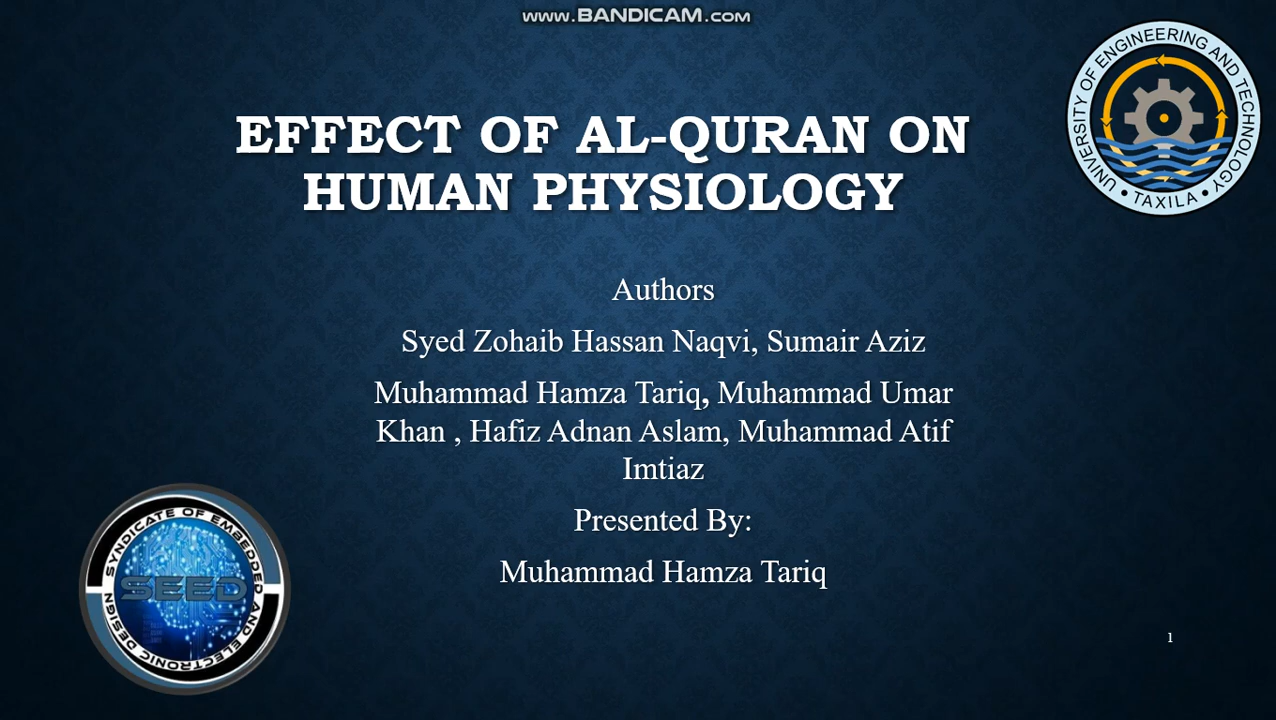 www.BANDICAM.com
UNIVERSITY OF ENGINEERING AND TECHNOLOGY
• TAXILA •
EFFECT OF AL-QURAN ON
HUMAN PHYSIOLOGY
Authors
Syed Zohaib Hassan Naqvi, Sumair Aziz
Muhammad Hamza Tariq, Muhammad Umar
Khan , Hafiz Adnan Aslam, Muhammad Atif
Imtiaz
Presented By:
Muhammad Hamza Tariq
SYNDICATE OF EMBEDDED AND ELECTRONIC DESIGN
SEED
1